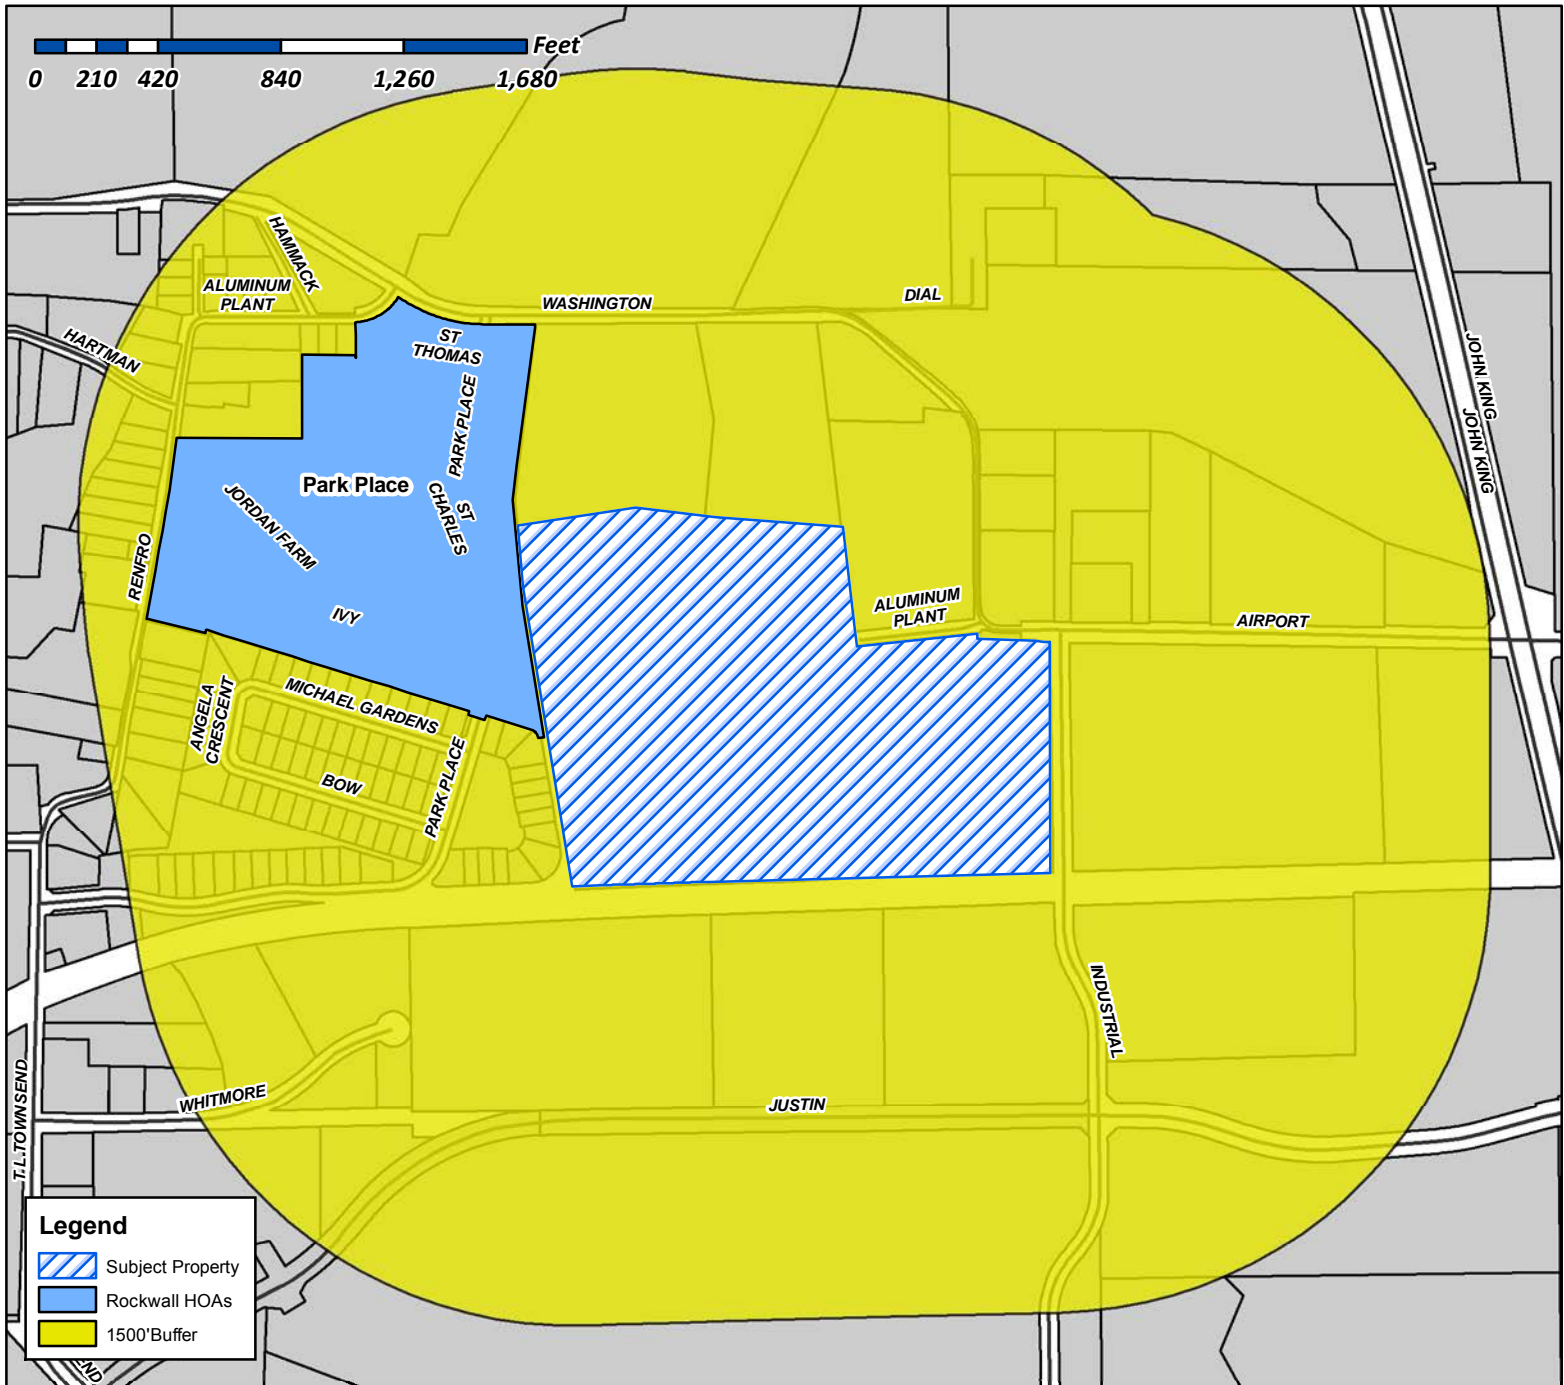 Feet
0 210 420 840 1,260 1,680
HAMMACK
ALUMINUM
PLANT
WASHINGTON
DIAL
HARTMAN
ST
THOMAS
JOHN KING
JOHN KING
PARK PLACE
Park Place
ST
CHARLES
JORDAN FARM
RENFRO
IVY
ALUMINUM
PLANT
AIRPORT
ANGELA
CRESCENT
MICHAEL GARDENS
BOW
PARK PLACE
INDUSTRIAL
WHITMORE
JUSTIN
T.L.TOWNSEND
Legend
Subject Property
Rockwall HOAs
1500'Buffer
END